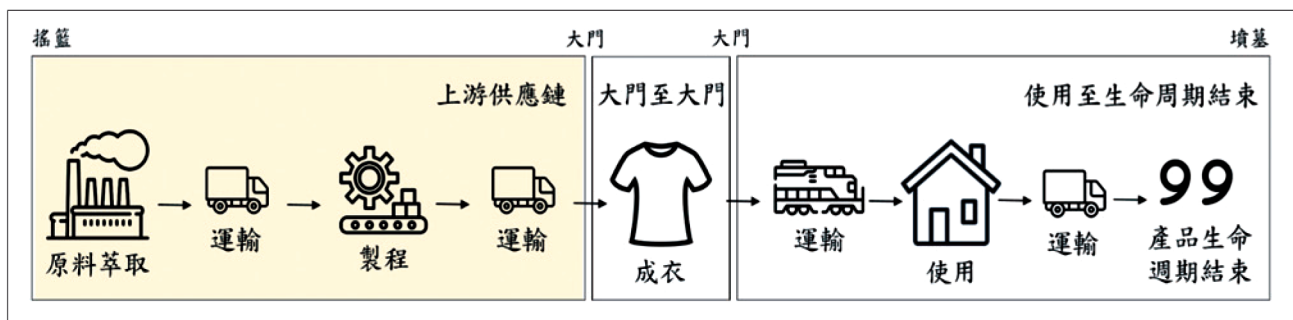 搖籃
大門
大門
墳墓
上游供應鏈
大門至大門
使用至生命周期結束
原料萃取
運輸
製程
運輸
成衣
運輸
使用
運輸
99
產品生命
週期結束